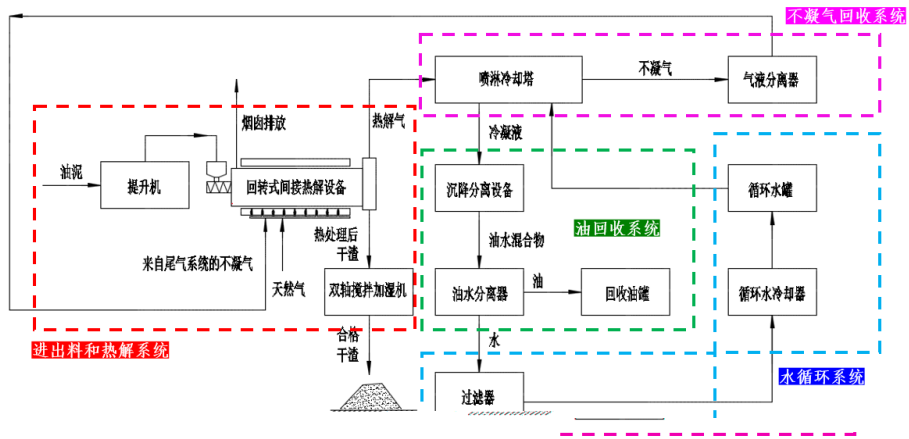 不凝气回收系统
喷淋冷却塔
不凝气
气液分离器
烟囱排放
热解气
冷凝液
油泥
提升机
回转式间接热解设备
沉降分离设备
循环水罐
油回收系统
热处理后
干渣
油水混合物
来自尾气系统的不凝气
天然气
双轴搅拌加湿机
油水分离器
油
回收油罐
循环水冷却器
进出料和热解系统
合格
干渣
水
水循环系统
过滤器